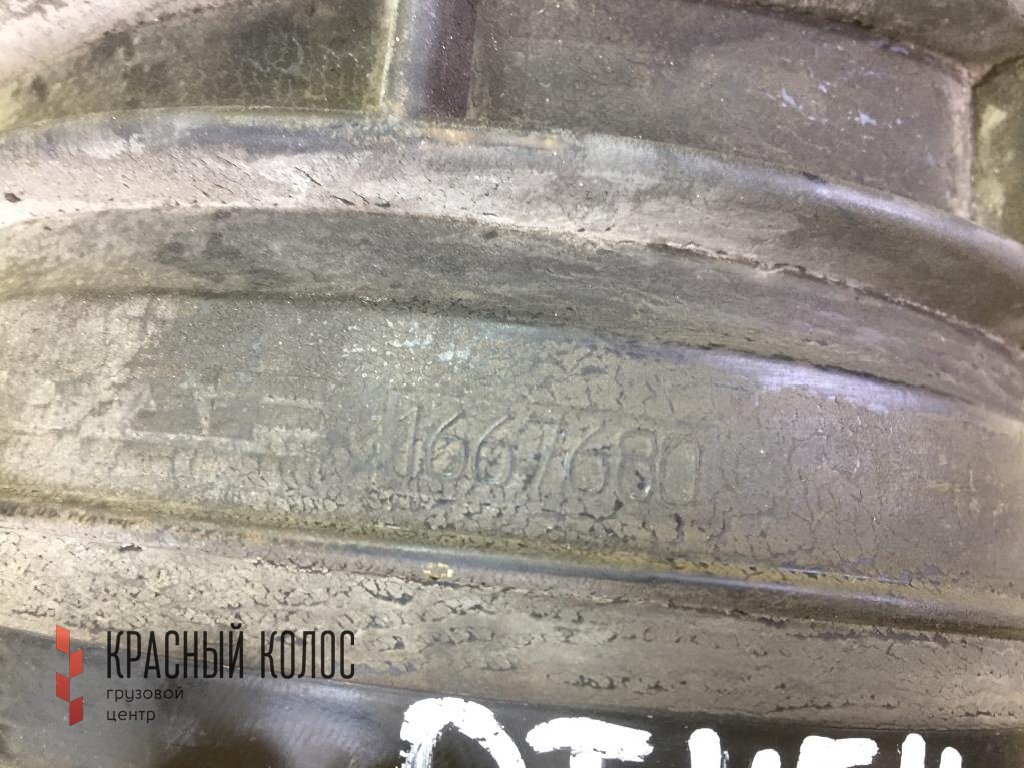 1667680
КРАСНЫЙ КОЛОС
грузовой
центр